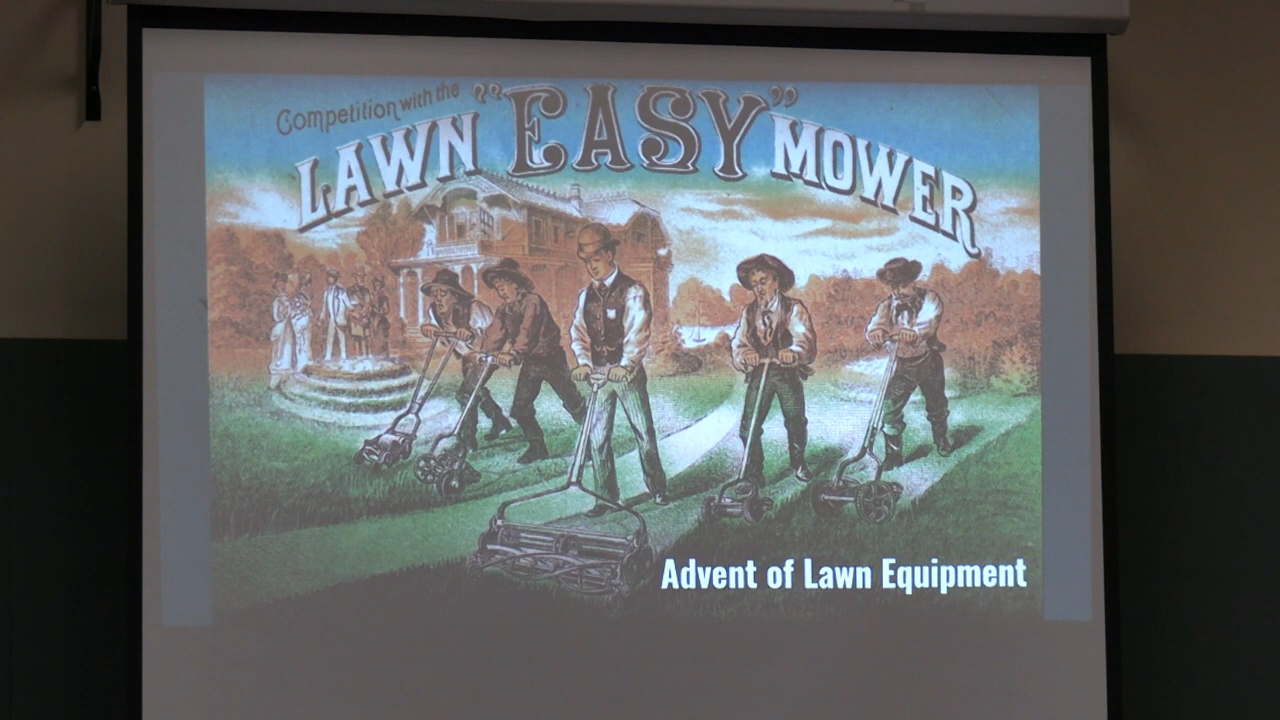 Competition with the
LAWN "EASY" MOWER
Advent of Lawn Equipment